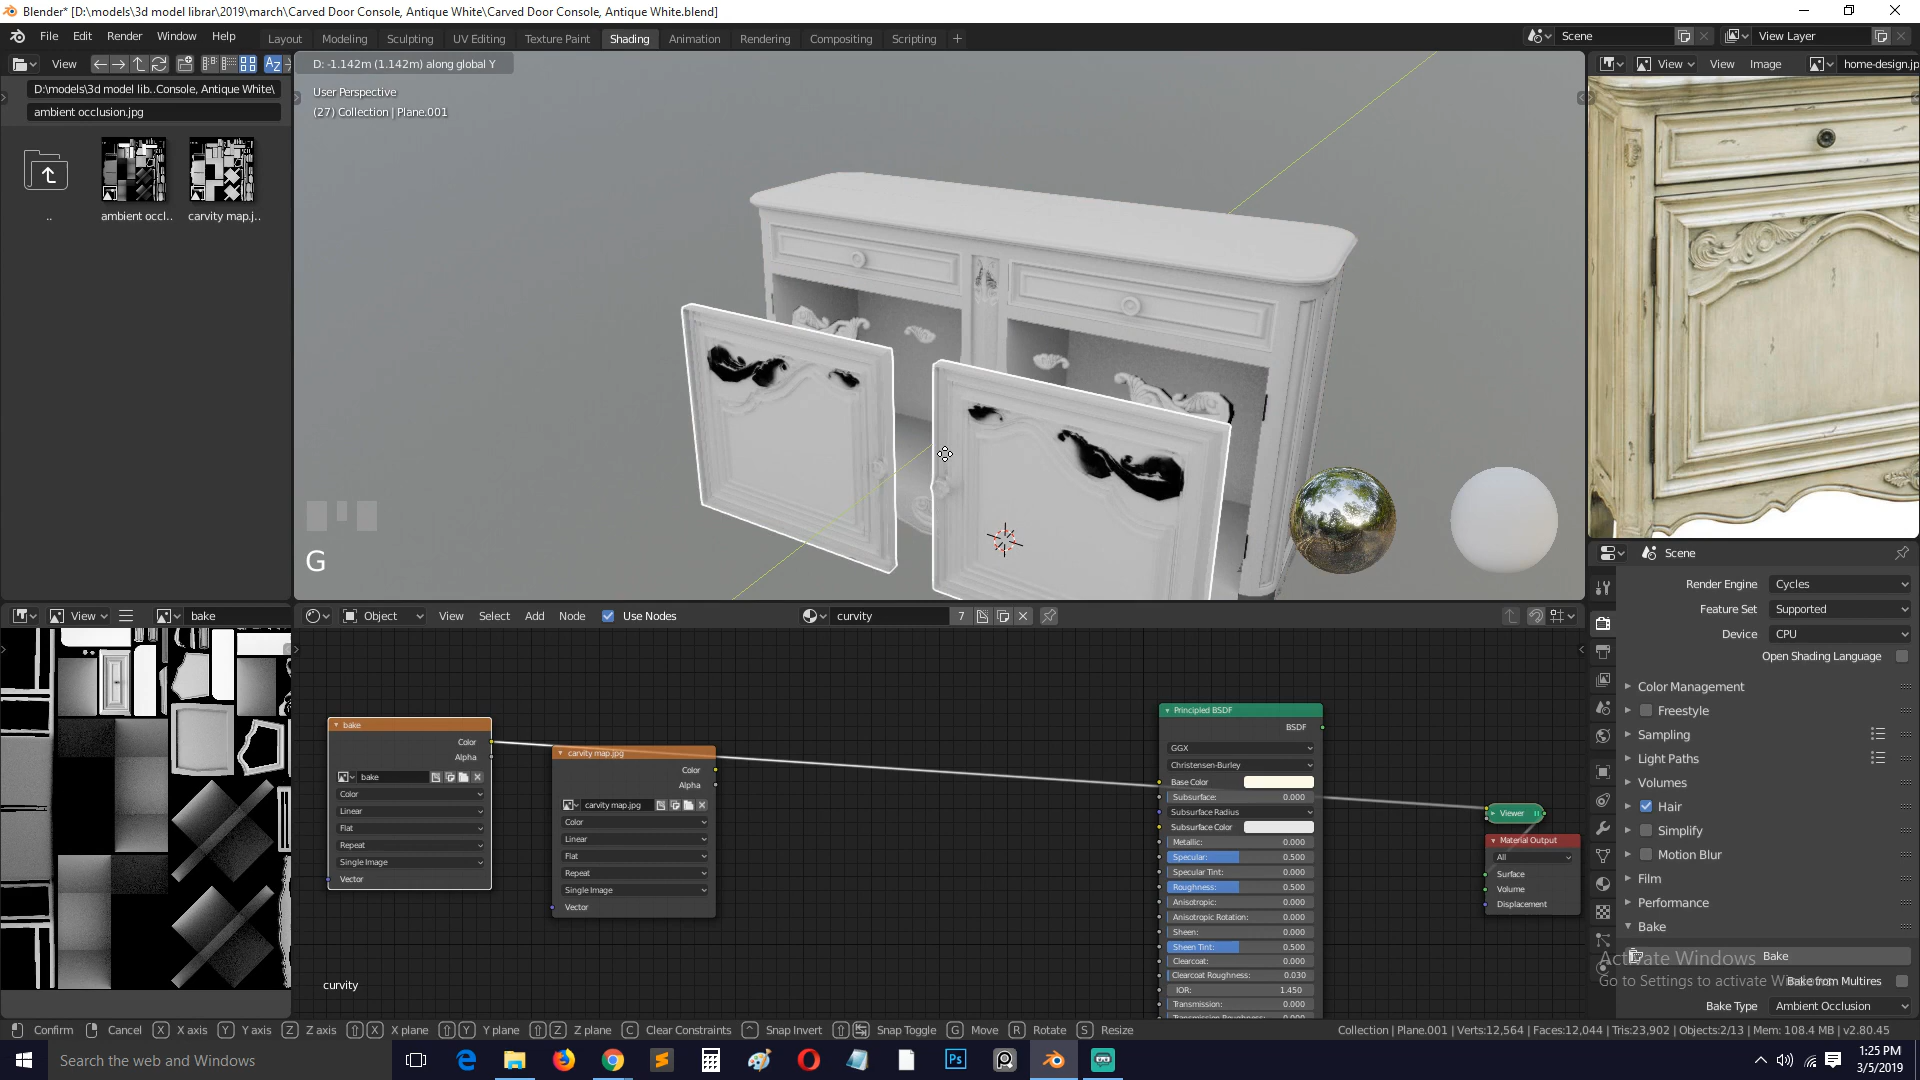 Blender* [D:\models\3d model librar\2019\march\Carved Door Console, Antique White\Carved Door Console, Antique White.blend]
File Edit Render Window Help Layout Modeling Sculpting UV Editing Texture Paint Shading Animation Rendering Compositing Scripting + Scene View Layer
View
D:\models\3d model lib..Console, Antique White\
ambient occlusion.jpg
..
ambient occl..
carvity map.j..
D: -1.142m (1.142m) along global Y
User Perspective
(27) Collection | Plane.001
G
View View Image home-design.jp
View bake
Object View Select Add Node Use Nodes curvity 7
bake
Color
Alpha
bake
Color
Linear
Flat
Repeat
Single Image
Vector
carvity map.jpg
Color
Alpha
carvity map.jpg
Color
Linear
Flat
Repeat
Single Image
Vector
Principled BSDF
BSDF
GGX
Christensen-Burley
Base Color
Subsurface: 0.000
Subsurface Radius
Subsurface Color
Metallic: 0.000
Specular: 0.500
Specular Tint: 0.000
Roughness: 0.500
Anisotropic: 0.000
Anisotropic Rotation: 0.000
Sheen: 0.000
Sheen Tint: 0.500
Clearcoat: 0.000
Clearcoat Roughness: 0.030
IOR: 1.450
Transmission: 0.000
Viewer
Material Output
All
Surface
Volume
Displacement
curvity
Scene
Render Engine Cycles
Feature Set Supported
Device CPU
Open Shading Language
Color Management
Freestyle
Sampling
Light Paths
Volumes
Hair
Simplify
Motion Blur
Film
Performance
Bake
Bake
Activate Windows
Go to Settings to activate Windows.
Bake from Multires
Bake Type Ambient Occlusion
Confirm Cancel X X axis Y Y axis Z Z axis X X plane Y Y plane Z Z plane C Clear Constraints Snap Invert Snap Toggle G Move R Rotate S Resize
Collection | Plane.001 | Verts:12,564 | Faces:12,044 | Tris:23,902 | Objects:2/13 | Mem: 108.4 MB | v2.80.45
Search the web and Windows
Ps
1:25 PM
3/5/2019